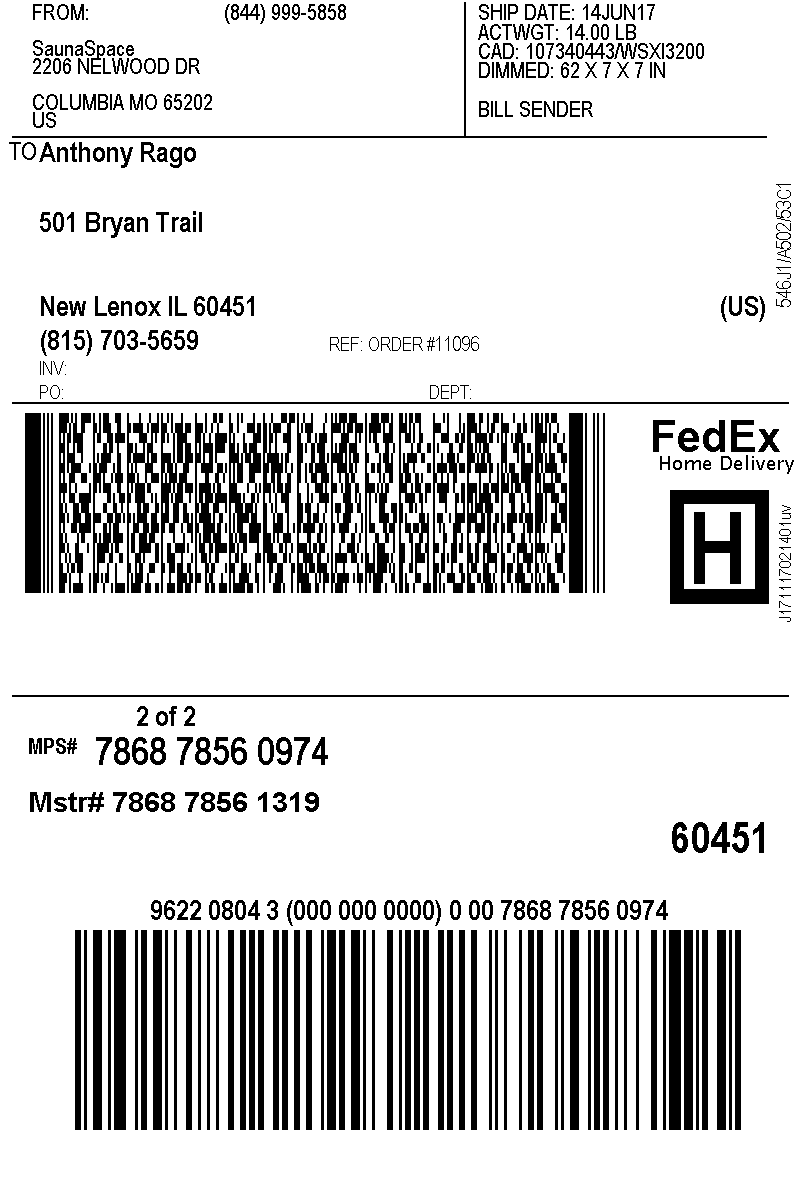 FROM: (844) 999-5858
SaunaSpace
2206 NELWOOD DR
COLUMBIA MO 65202
US
SHIP DATE: 14JUN17
ACTWGT: 14.00 LB
CAD: 107340443/WSXI3200
DIMMED: 62 X 7 X 7 IN
BILL SENDER
TO Anthony Rago
501 Bryan Trail
New Lenox IL 60451 (US)
(815) 703-5659 REF: ORDER #11096
INV:
PO: DEPT:
546J1/A502/53C1
FedEx
Home Delivery
H
J171117021401uv
2 of 2
MPS# 7868 7856 0974
Mstr# 7868 7856 1319
60451
9622 0804 3 (000 000 0000) 0 00 7868 7856 0974